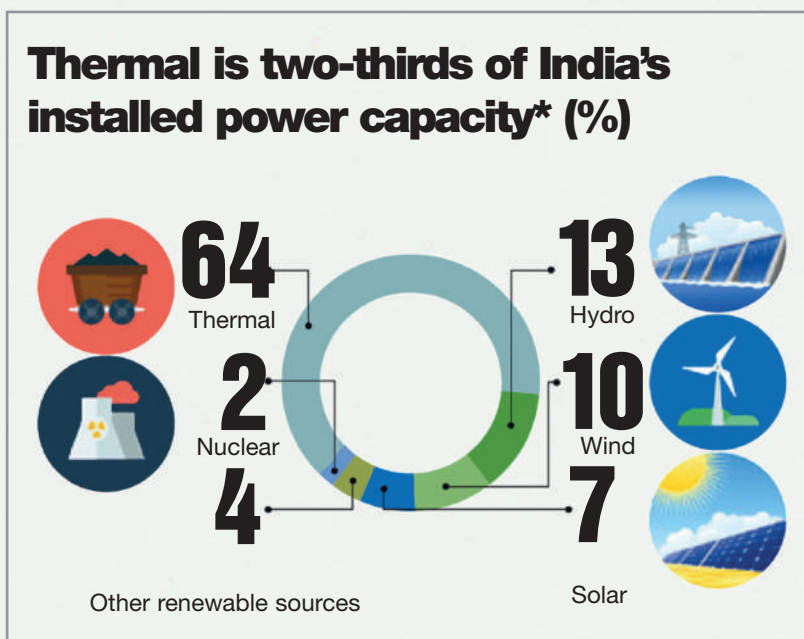 Thermal is two-thirds of India's
installed power capacity* (%)
64
Thermal
2
Nuclear
4
Other renewable sources
13
Hydro
10
Wind
7
Solar